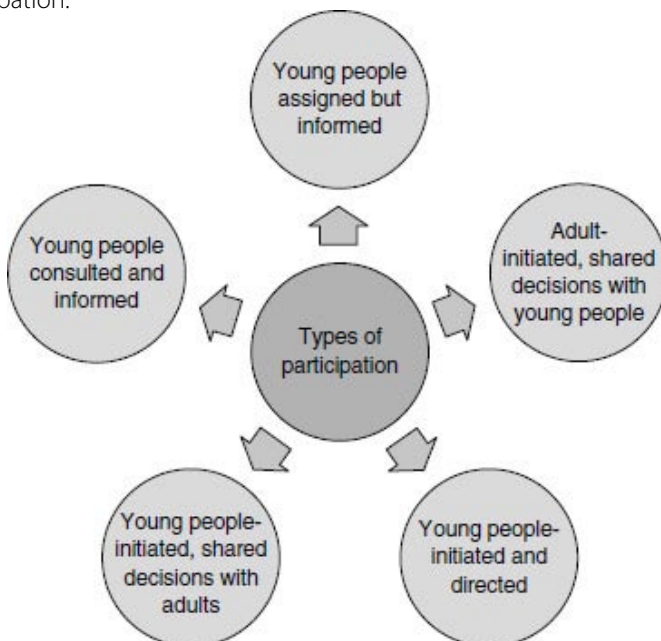 pation.
Young people
assigned but
informed
Adult-
initiated, shared
decisions with
young people
Young people-
initiated and
directed
Young people-
initiated, shared
decisions with
adults
Young people
consulted and
informed
Types of
participation